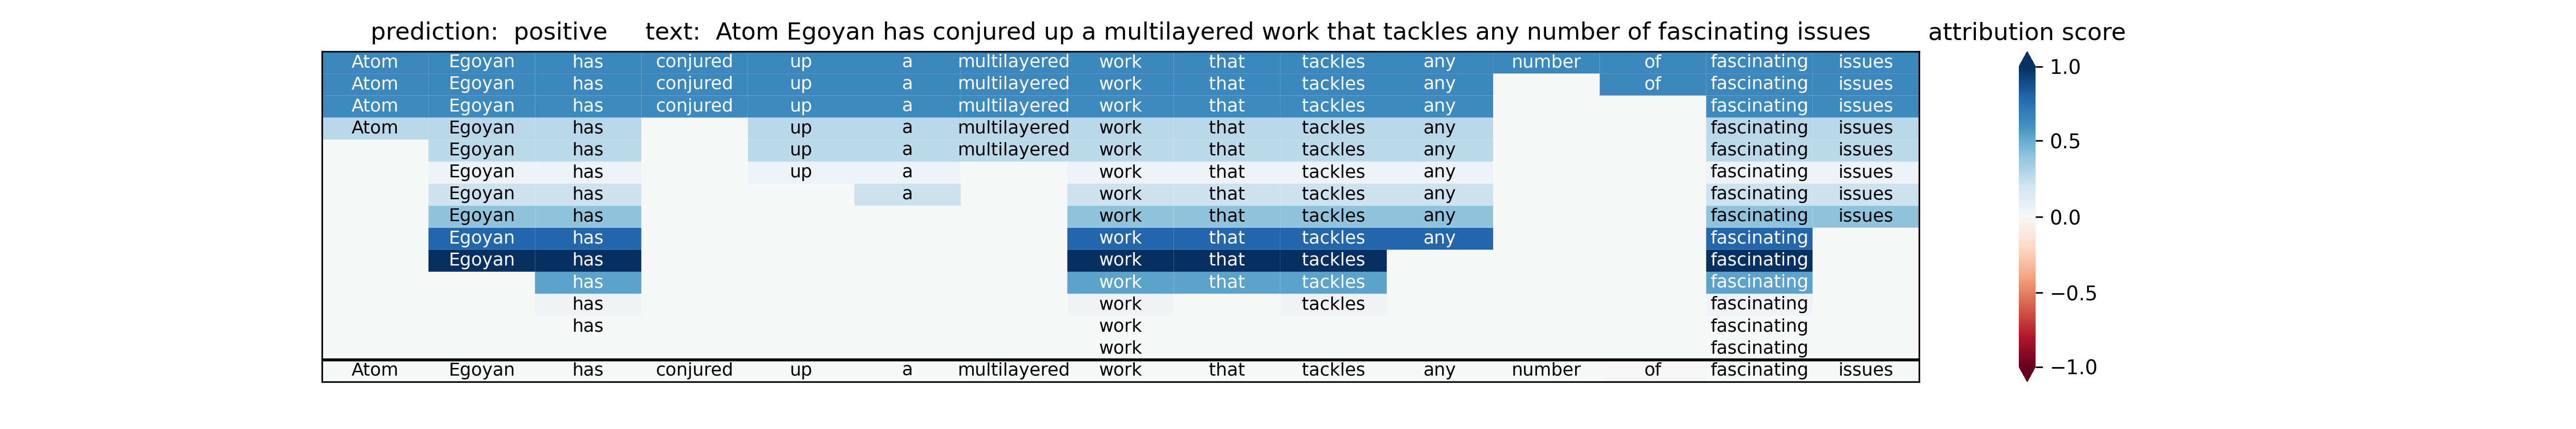 prediction: positive text: Atom Egoyan has conjured up a multilayered work that tackles any number of fascinating issues
attribution score
Atom Egoyan has conjured up a multilayered work that tackles any number of fascinating issues
Atom Egoyan has conjured up a multilayered work that tackles any of fascinating issues
Atom Egoyan has conjured up a multilayered work that tackles any fascinating issues
Atom Egoyan has up a multilayered work that tackles any fascinating issues
Egoyan has up a multilayered work that tackles any fascinating issues
Egoyan has up a work that tackles any fascinating issues
Egoyan has a work that tackles any fascinating issues
Egoyan has work that tackles any fascinating issues
Egoyan has work that tackles any fascinating
Egoyan has work that tackles fascinating
has work that tackles fascinating
has work tackles fascinating
has work fascinating
work fascinating
Atom Egoyan has conjured up a multilayered work that tackles any number of fascinating issues
1.0
0.5
0.0
−0.5
−1.0